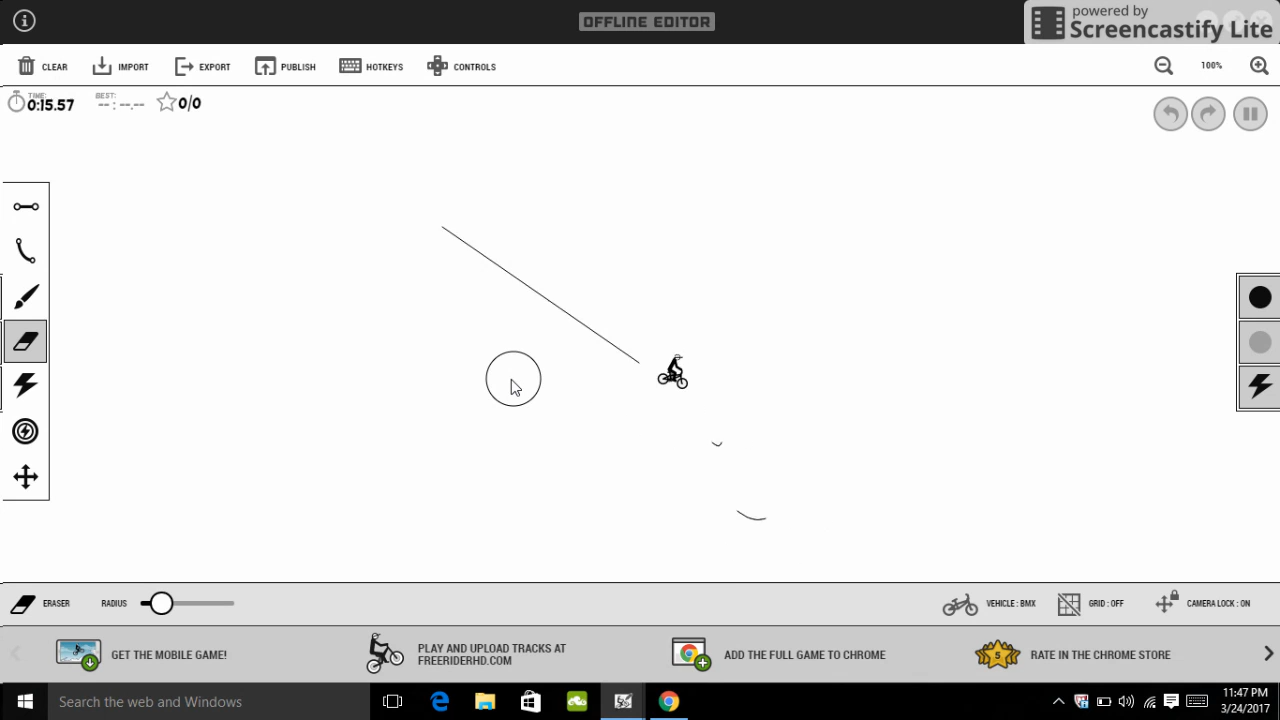 OFFLINE EDITOR
powered by
Screencastify Lite
CLEAR IMPORT EXPORT PUBLISH HOTKEYS CONTROLS 100%
TIME:
0:15.57
BEST:
-- : --.--
0/0
ERASER RADIUS VEHICLE : BMX GRID : OFF CAMERA LOCK : ON
GET THE MOBILE GAME!
PLAY AND UPLOAD TRACKS AT
FREERIDERHD.COM
ADD THE FULL GAME TO CHROME
5
RATE IN THE CHROME STORE
Search the web and Windows
11:47 PM
3/24/2017